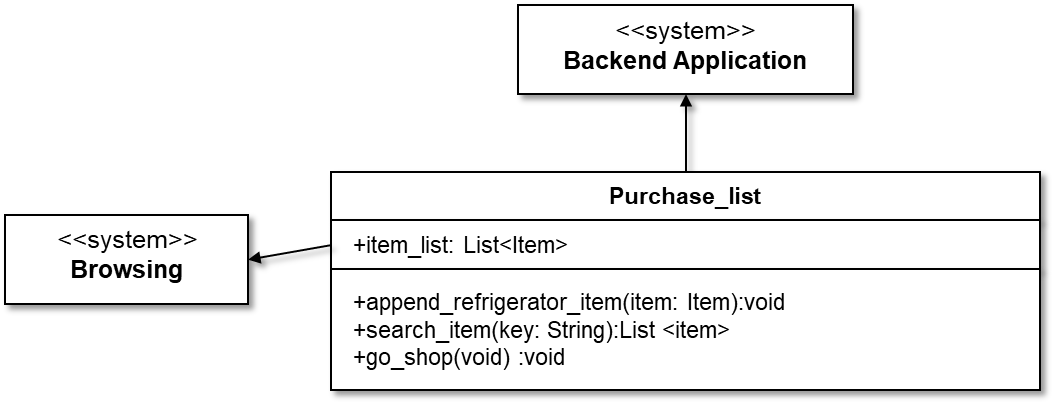 <<system>>
Backend Application
Purchase_list
+item_list: List<Item>
+append_refrigerator_item(item: Item):void
+search_item(key: String):List <item>
+go_shop(void) :void
<<system>>
Browsing